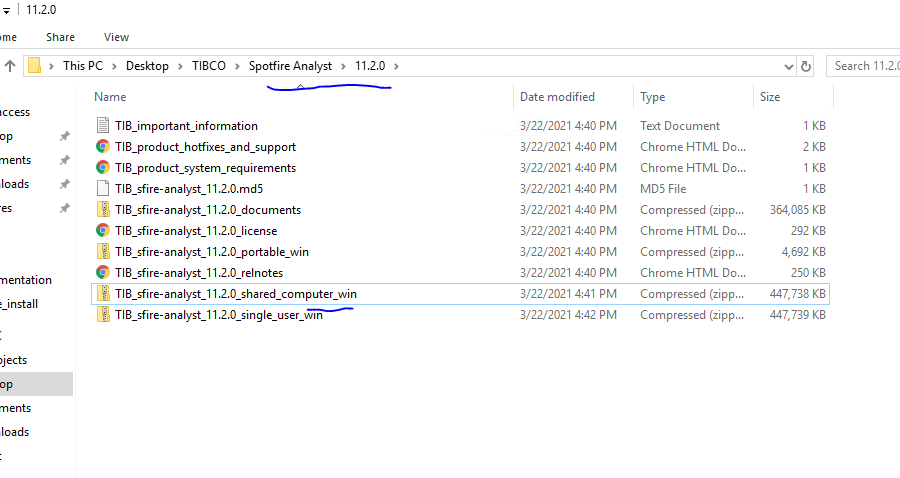 11.2.0
ome Share View
This PC Desktop TIBCO Spotfire Analyst 11.2.0 Search 11.2.0
Name Date modified Type Size
access
op
ments
loads
res
mentation
e_install
C
bjects
op
ments
loads
t
TIB_important_information 3/22/2021 4:40 PM Text Document 1 KB
TIB_product_hotfixes_and_support 3/22/2021 4:40 PM Chrome HTML Do... 2 KB
TIB_product_system_requirements 3/22/2021 4:40 PM Chrome HTML Do... 1 KB
TIB_sfire-analyst_11.2.0.md5 3/22/2021 4:40 PM MD5 File 1 KB
TIB_sfire-analyst_11.2.0_documents 3/22/2021 4:40 PM Compressed (zipp... 364,085 KB
TIB_sfire-analyst_11.2.0_license 3/22/2021 4:40 PM Chrome HTML Do... 292 KB
TIB_sfire-analyst_11.2.0_portable_win 3/22/2021 4:40 PM Compressed (zipp... 4,692 KB
TIB_sfire-analyst_11.2.0_relnotes 3/22/2021 4:40 PM Chrome HTML Do... 250 KB
TIB_sfire-analyst_11.2.0_shared_computer_win 3/22/2021 4:41 PM Compressed (zipp... 447,738 KB
TIB_sfire-analyst_11.2.0_single_user_win 3/22/2021 4:42 PM Compressed (zipp... 447,739 KB